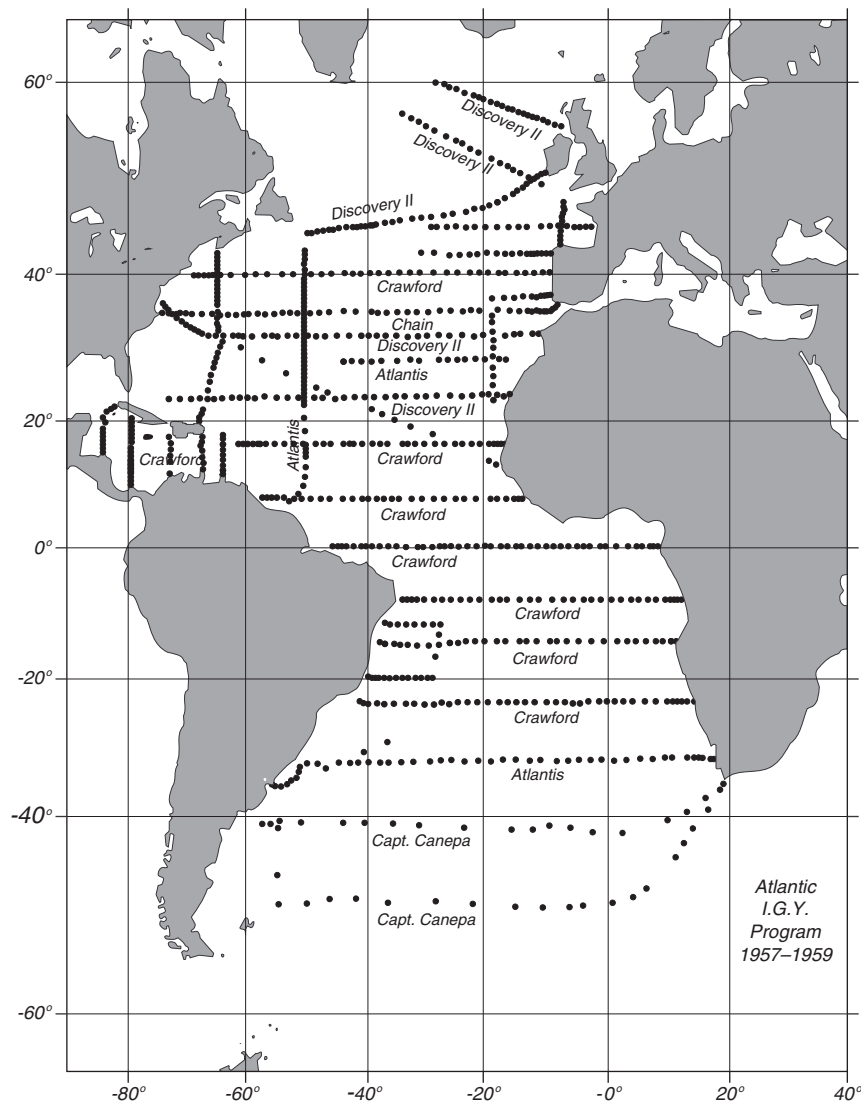 60°
Discovery II
Discovery II
Discovery II
40°
Crawford
Chain
Discovery II
Atlantis
Discovery II
20°
Atlantis
Crawford
Crawford
Crawford
0°
Crawford
Crawford
Crawford
-20°
Crawford
Atlantis
-40°
Capt. Canepa
Capt. Canepa
Atlantic
I.G.Y.
Program
1957–1959
-60°
-80° -60° -40° -20° -0° 20° 40°